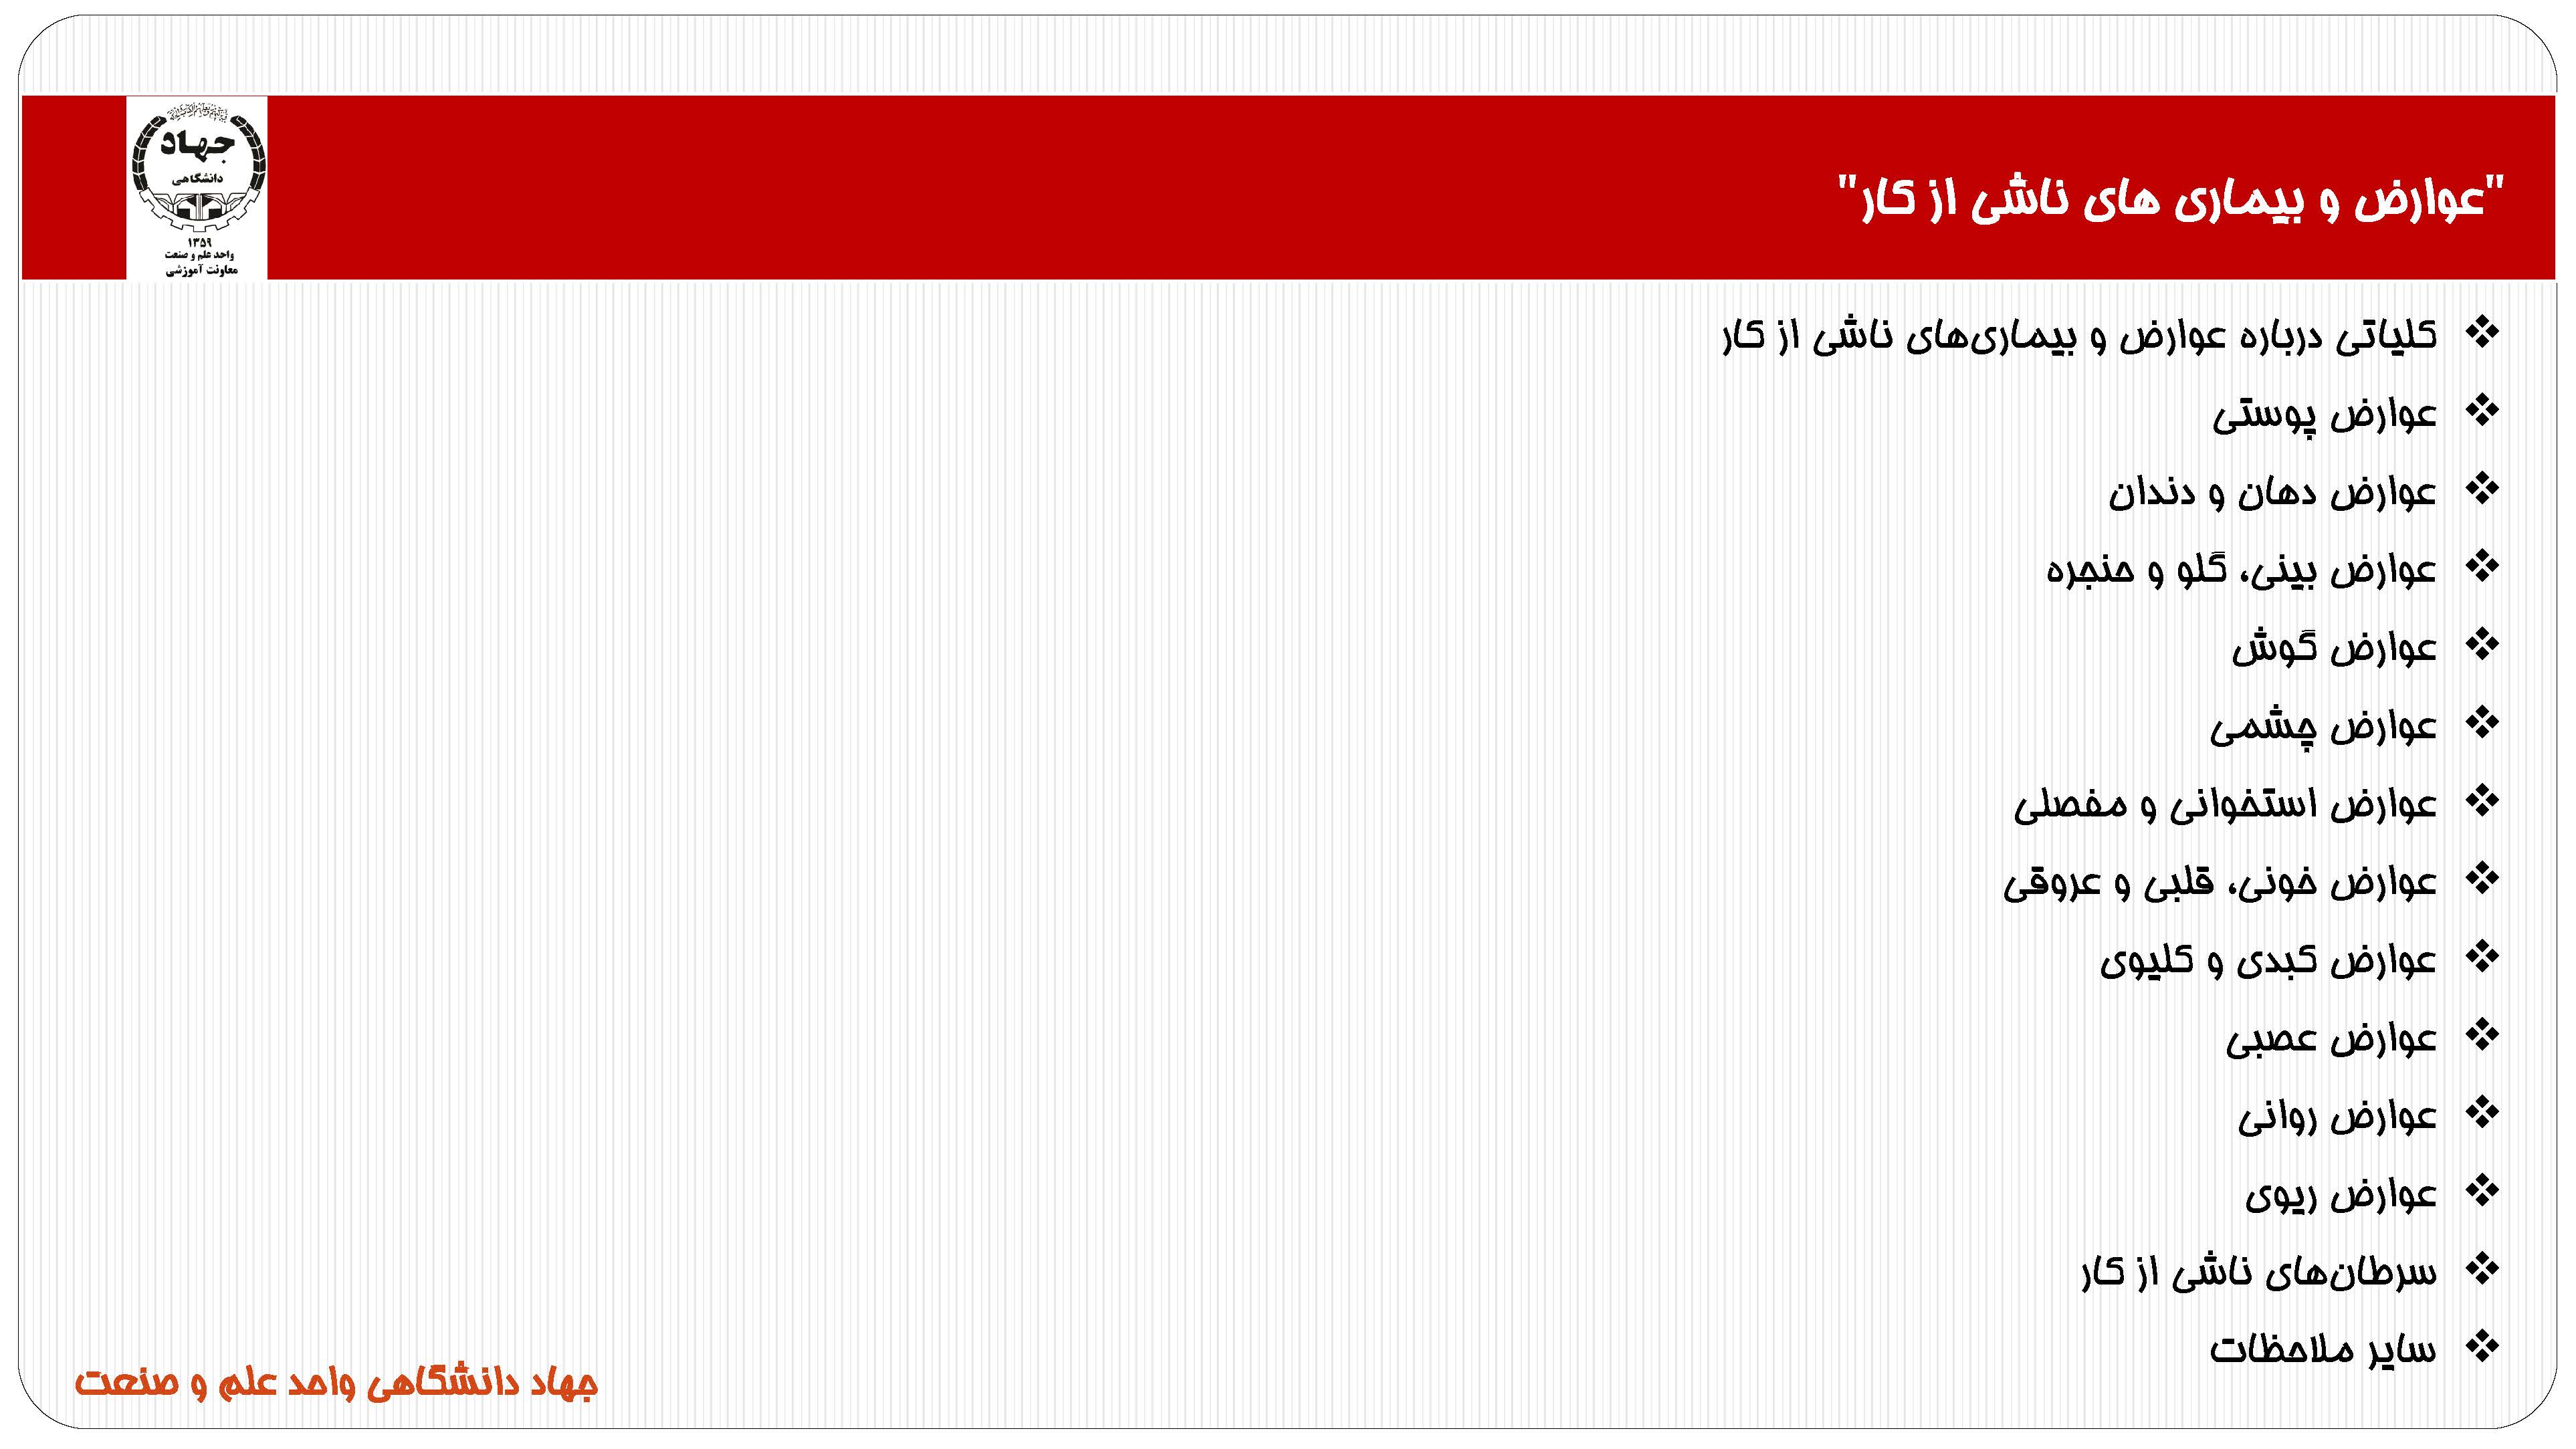 "عوارض و بیماری های ناشی از کار"
جهاد
دانشگاهی
۱۳۵۹
واحد علم و صنعت
معاونت آموزشی
کلیاتی درباره عوارض و بیماری‌های ناشی از کار
عوارض پوستی
عوارض دهان و دندان
عوارض بینی، گلو و حنجره
عوارض گوش
عوارض چشمی
عوارض استخوانی و مفصلی
عوارض خونی، قلبی و عروقی
عوارض کبدی و کلیوی
عوارض عصبی
عوارض روانی
عوارض ریوی
سرطان‌های ناشی از کار
سایر ملاحظات
جهاد دانشگاهی واحد علم و صنعت